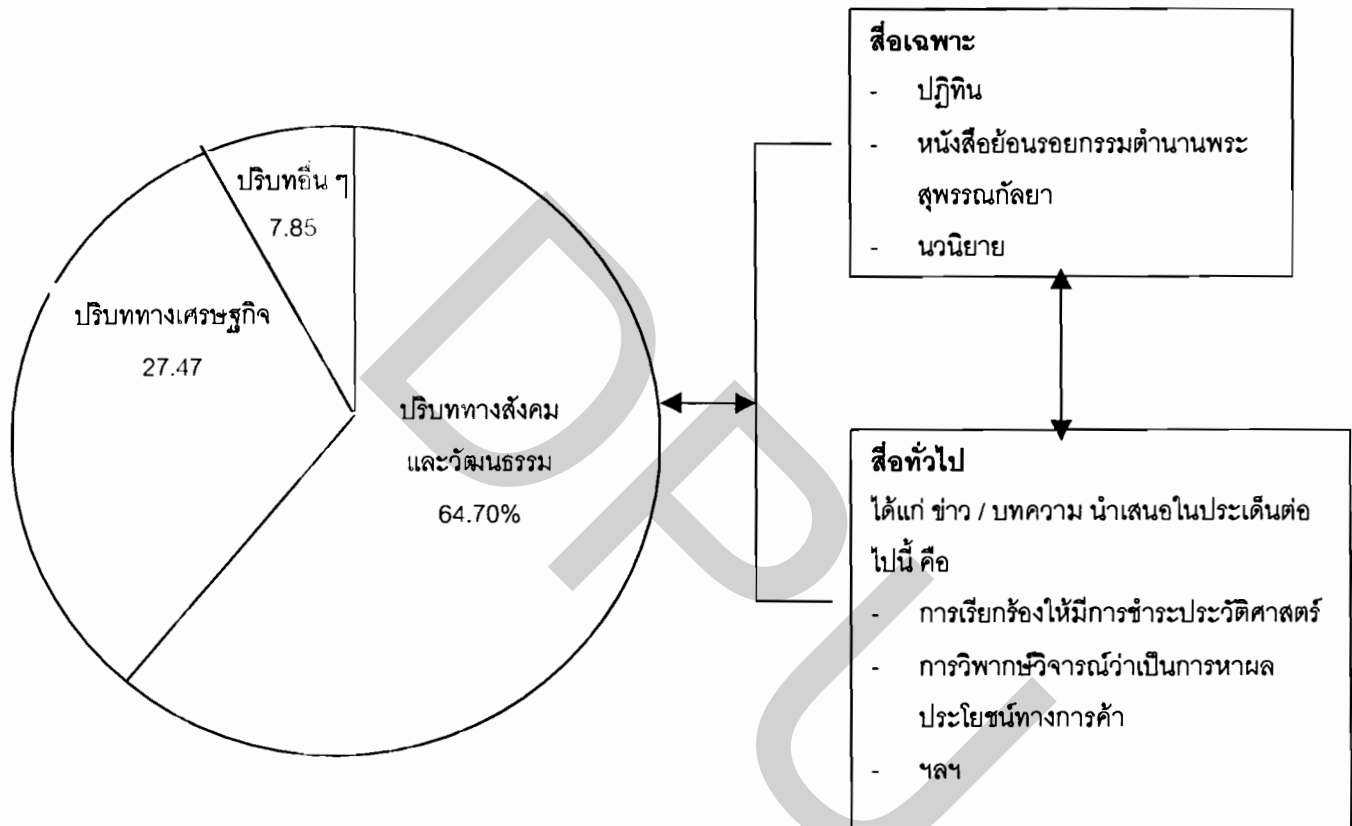 ปริบทอื่น ๆ
7.85
ปริบททางเศรษฐกิจ
27.47
ปริบททางสังคม
และวัฒนธรรม
64.70%
สื่อเฉพาะ
- ปฏิทิน
- หนังสือย้อนรอยกรรมตำนานพระ
สุพรรณกัลยา
- นวนิยาย
สื่อทั่วไป
ได้แก่ ข่าว / บทความ นำเสนอในประเด็นต่อ
ไปนี้ คือ
- การเรียกร้องให้มีการชำระประวัติศาสตร์
- การวิพากษ์วิจารณ์ว่าเป็นการหาผล
ประโยชน์ทางการค้า
- ฯลฯ
DPU